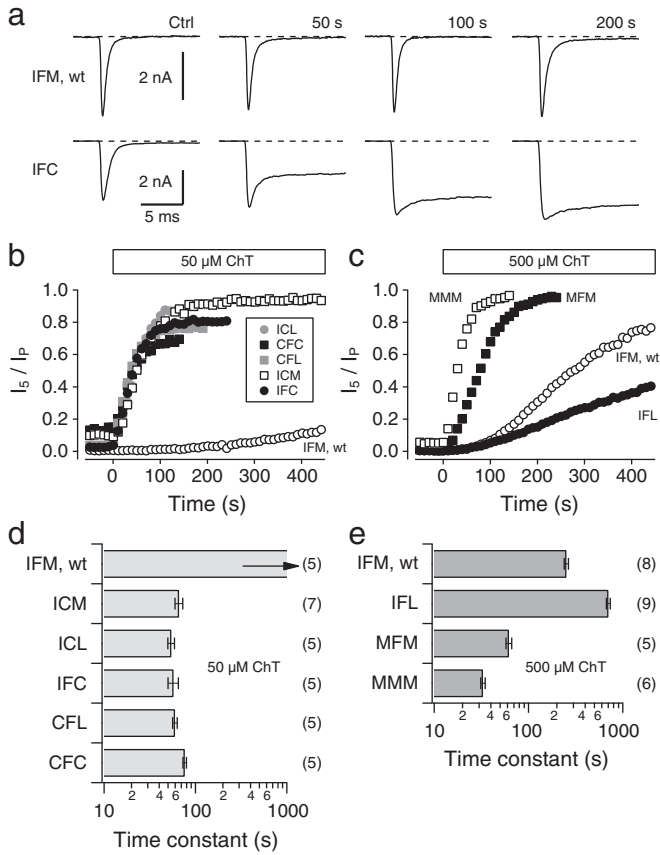 a
Ctrl 50 s 100 s 200 s
IFM, wt
2 nA
IFC
2 nA
5 ms
b
50 µM ChT
I5 / IP
1.0
0.8
0.6
0.4
0.2
0.0
ICL
CFC
CFL
ICM
IFC
IFM, wt
0 100 200 300 400
Time (s)
c
500 µM ChT
I5 / IP
1.0
0.8
0.6
0.4
0.2
0.0
MMM
MFM
IFM, wt
IFL
0 100 200 300 400
Time (s)
d
IFM, wt (5)
ICM (7)
ICL (5)
50 µM ChT
IFC (5)
CFL (5)
CFC (5)
10 2 4 6 100 2 4 6 1000
Time constant (s)
e
IFM, wt (8)
IFL (9)
MFM (5)
500 µM ChT
MMM (6)
10 2 4 6 100 2 4 6 1000
Time constant (s)